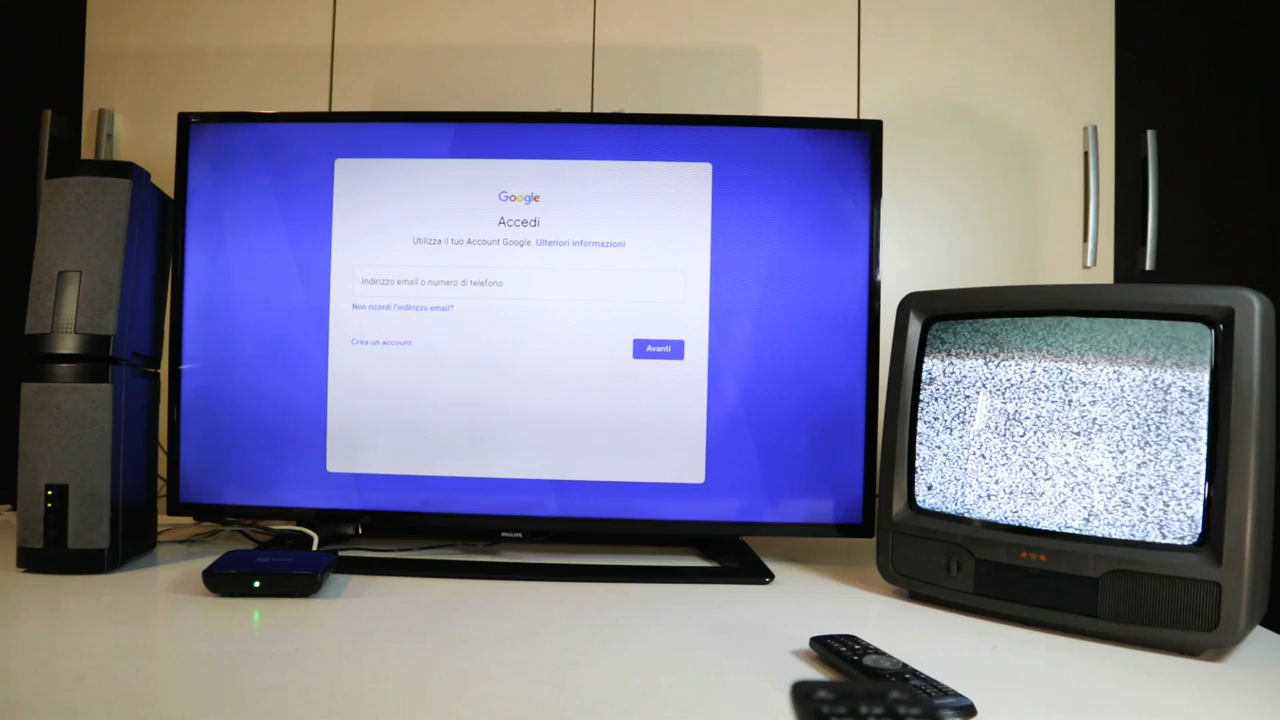 Google
Accedi
Utilizza il tuo Account Google. Ulteriori informazioni
Indirizzo email o numero di telefono
Non ricordi l'indirizzo email?
Crea un account
Avanti
PHILIPS